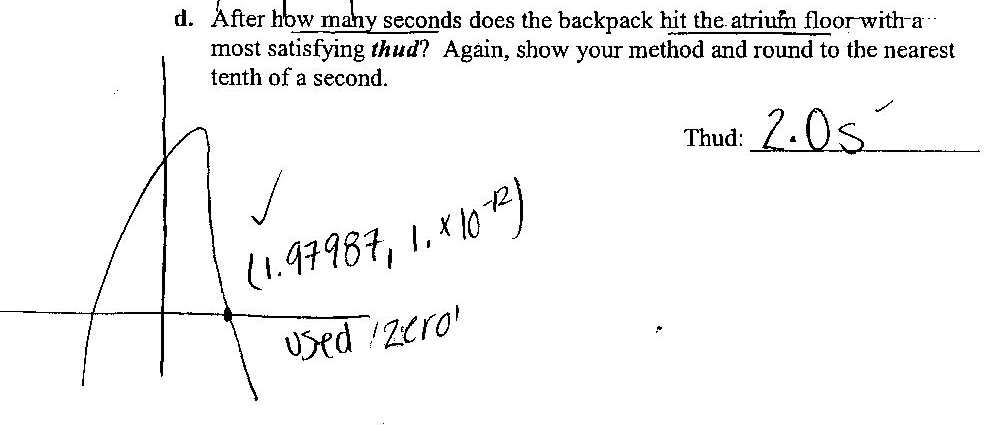 d. After how many seconds does the backpack hit the atrium floor with a
most satisfying thud? Again, show your method and round to the nearest
tenth of a second.
Thud: 2.0s
(1.97987, 1.×10⁻¹²)
used 'zero'